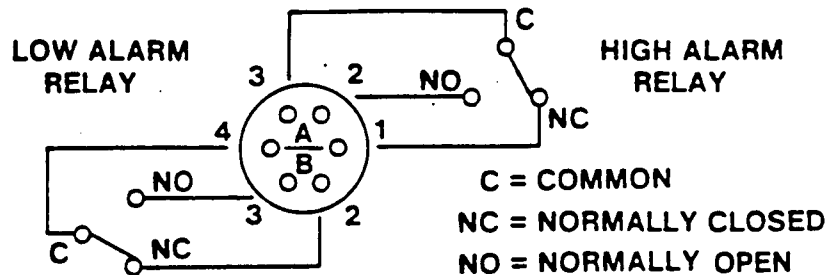 C
LOW ALARM
RELAY
HIGH ALARM
RELAY
3
2
NO
NC
4
A
1
B
NO
C = COMMON
3
2
C
NC
NC = NORMALLY CLOSED
NO = NORMALLY OPEN